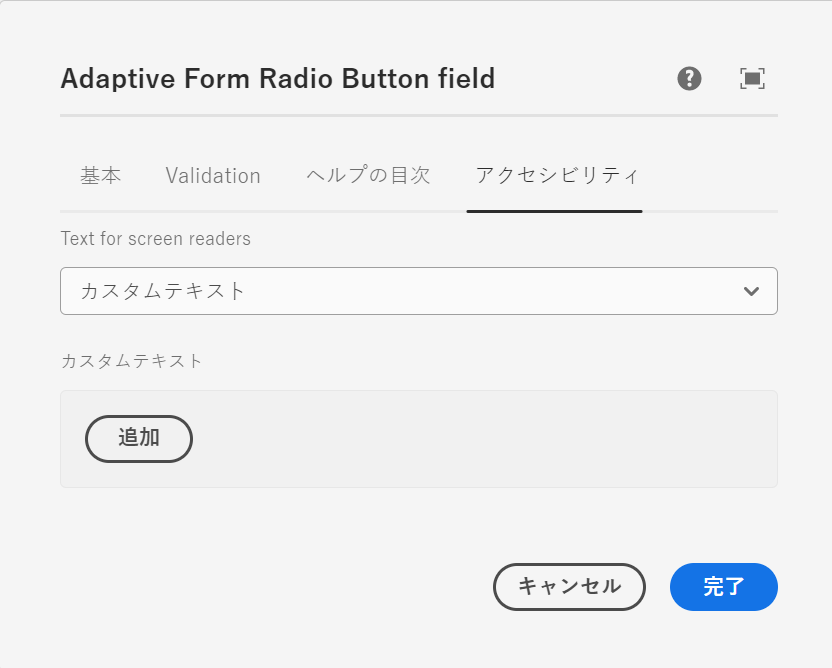 Adaptive Form Radio Button field
基本 Validation ヘルプの目次 アクセシビリティ
Text for screen readers
カスタムテキスト
カスタムテキスト
追加
キャンセル 完了